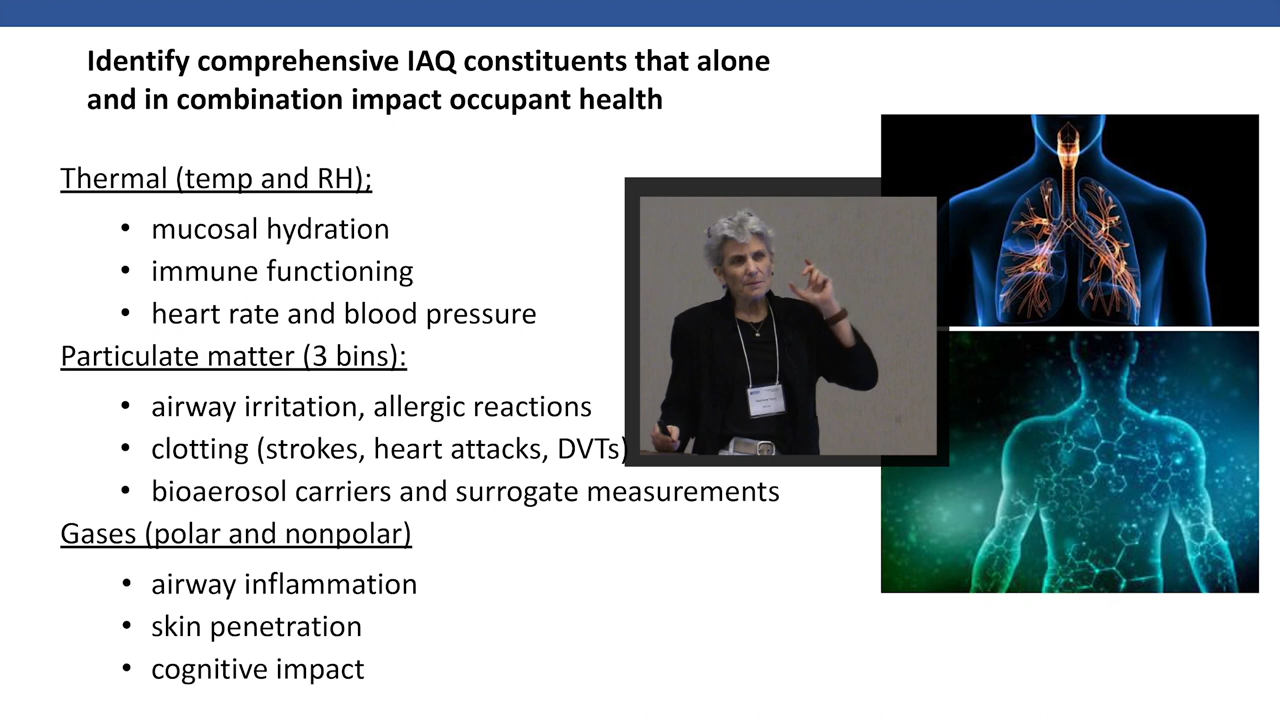 Identify comprehensive IAQ constituents that alone
and in combination impact occupant health
Thermal (temp and RH);
• mucosal hydration
• immune functioning
• heart rate and blood pressure
Particulate matter (3 bins):
• airway irritation, allergic reactions
• clotting (strokes, heart attacks, DVTs)
• bioaerosol carriers and surrogate measurements
Gases (polar and nonpolar)
• airway inflammation
• skin penetration
• cognitive impact